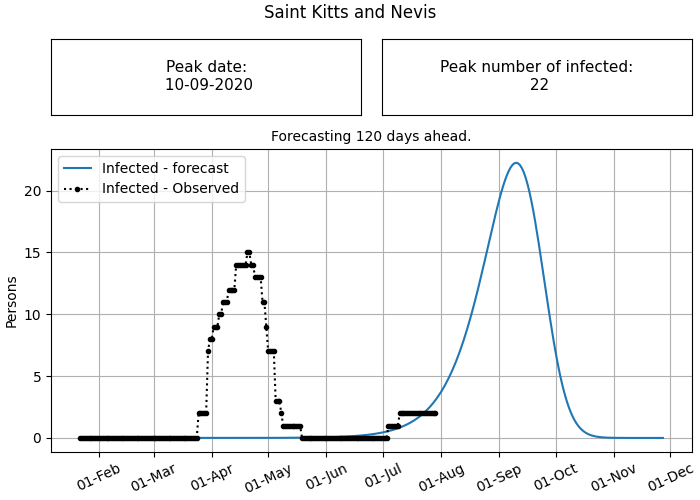 Saint Kitts and Nevis
Peak date:
10-09-2020
Peak number of infected:
22
Forecasting 120 days ahead.
Infected - forecast
Infected - Observed
Persons
20
15
10
5
0
01-Feb
01-Mar
01-Apr
01-May
01-Jun
01-Jul
01-Aug
01-Sep
01-Oct
01-Nov
01-Dec